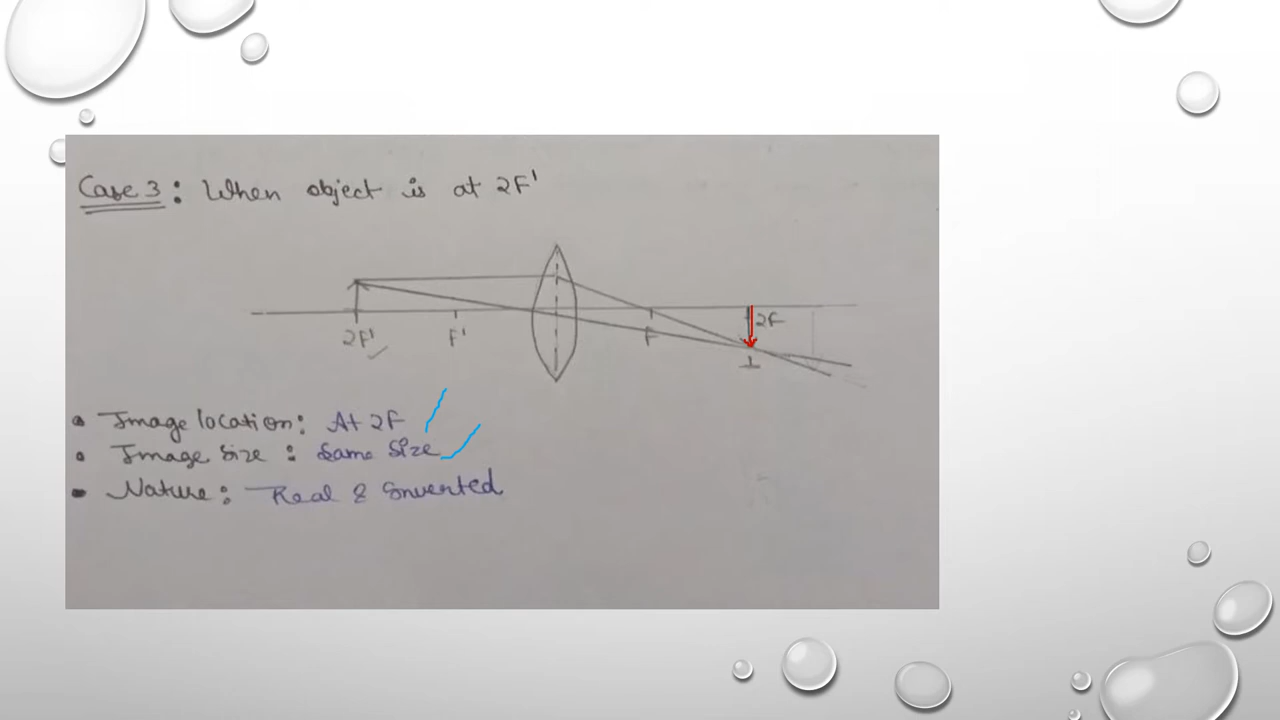 Case 3: When object is at 2F'
2F' F' F 2F
I
• Image location: At 2F
• Image size: Same Size
• Nature: Real & Inverted